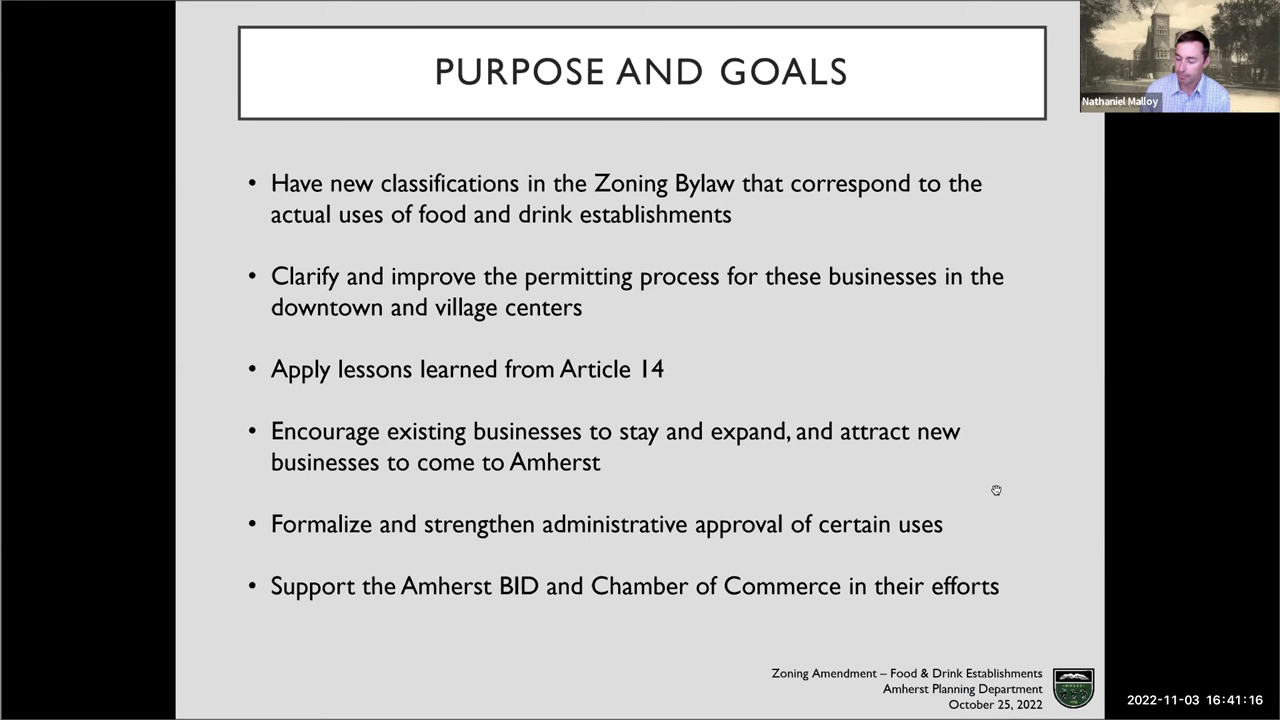 PURPOSE AND GOALS
Nathaniel Malloy
• Have new classifications in the Zoning Bylaw that correspond to the
actual uses of food and drink establishments
• Clarify and improve the permitting process for these businesses in the
downtown and village centers
• Apply lessons learned from Article 14
• Encourage existing businesses to stay and expand, and attract new
businesses to come to Amherst
• Formalize and strengthen administrative approval of certain uses
• Support the Amherst BID and Chamber of Commerce in their efforts
Zoning Amendment – Food & Drink Establishments
Amherst Planning Department
October 25, 2022
2022-11-03 16:41:16